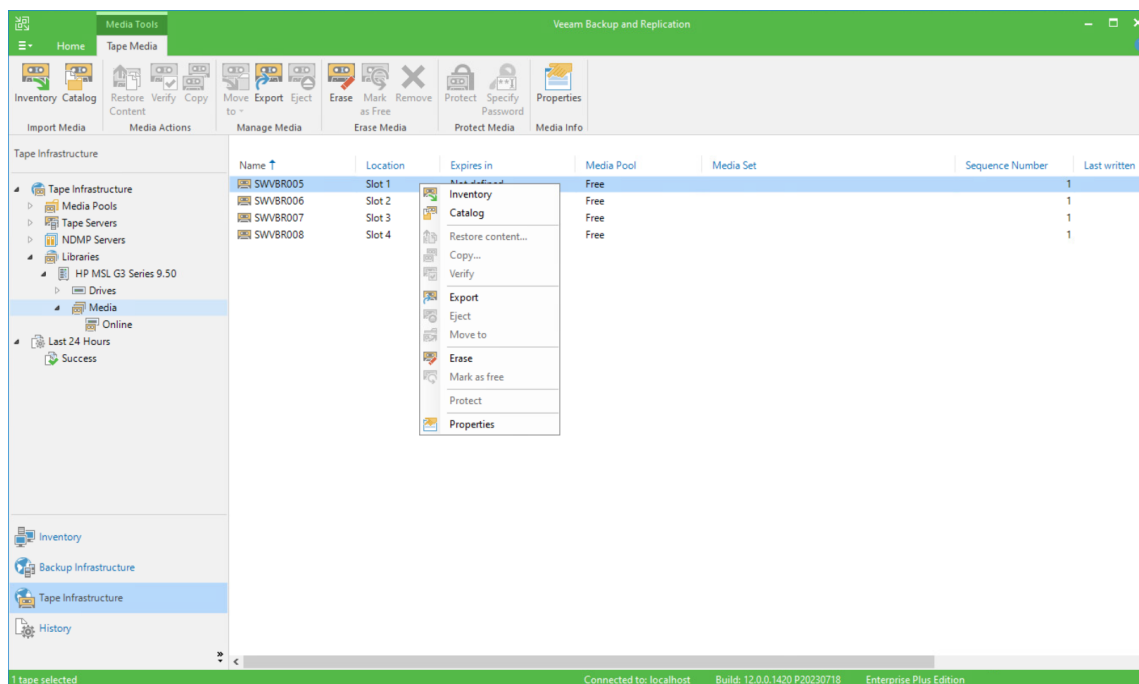 Media Tools
Veeam Backup and Replication
Home Tape Media
Inventory Catalog Restore Content Verify Copy Move to Export Eject Erase Mark as Free Remove Protect Specify Password Properties
Import Media Media Actions Manage Media Erase Media Protect Media Media Info
Tape Infrastructure
Tape Infrastructure
Media Pools
Tape Servers
NDMP Servers
Libraries
HP MSL G3 Series 9.50
Drives
Media
Online
Last 24 Hours
Success
Name Location Expires in Media Pool Media Set Sequence Number Last written
SWVBR005 Slot 1 Not defined Free 1
SWVBR006 Slot 2 Free 1
SWVBR007 Slot 3 Free 1
SWVBR008 Slot 4 Free 1
Inventory
Catalog
Restore content...
Copy...
Verify
Export
Eject
Move to
Erase
Mark as free
Protect
Properties
Inventory
Backup Infrastructure
Tape Infrastructure
History
1 tape selected Connected to: localhost Build: 12.0.0.1420 P20230718 Enterprise Plus Edition